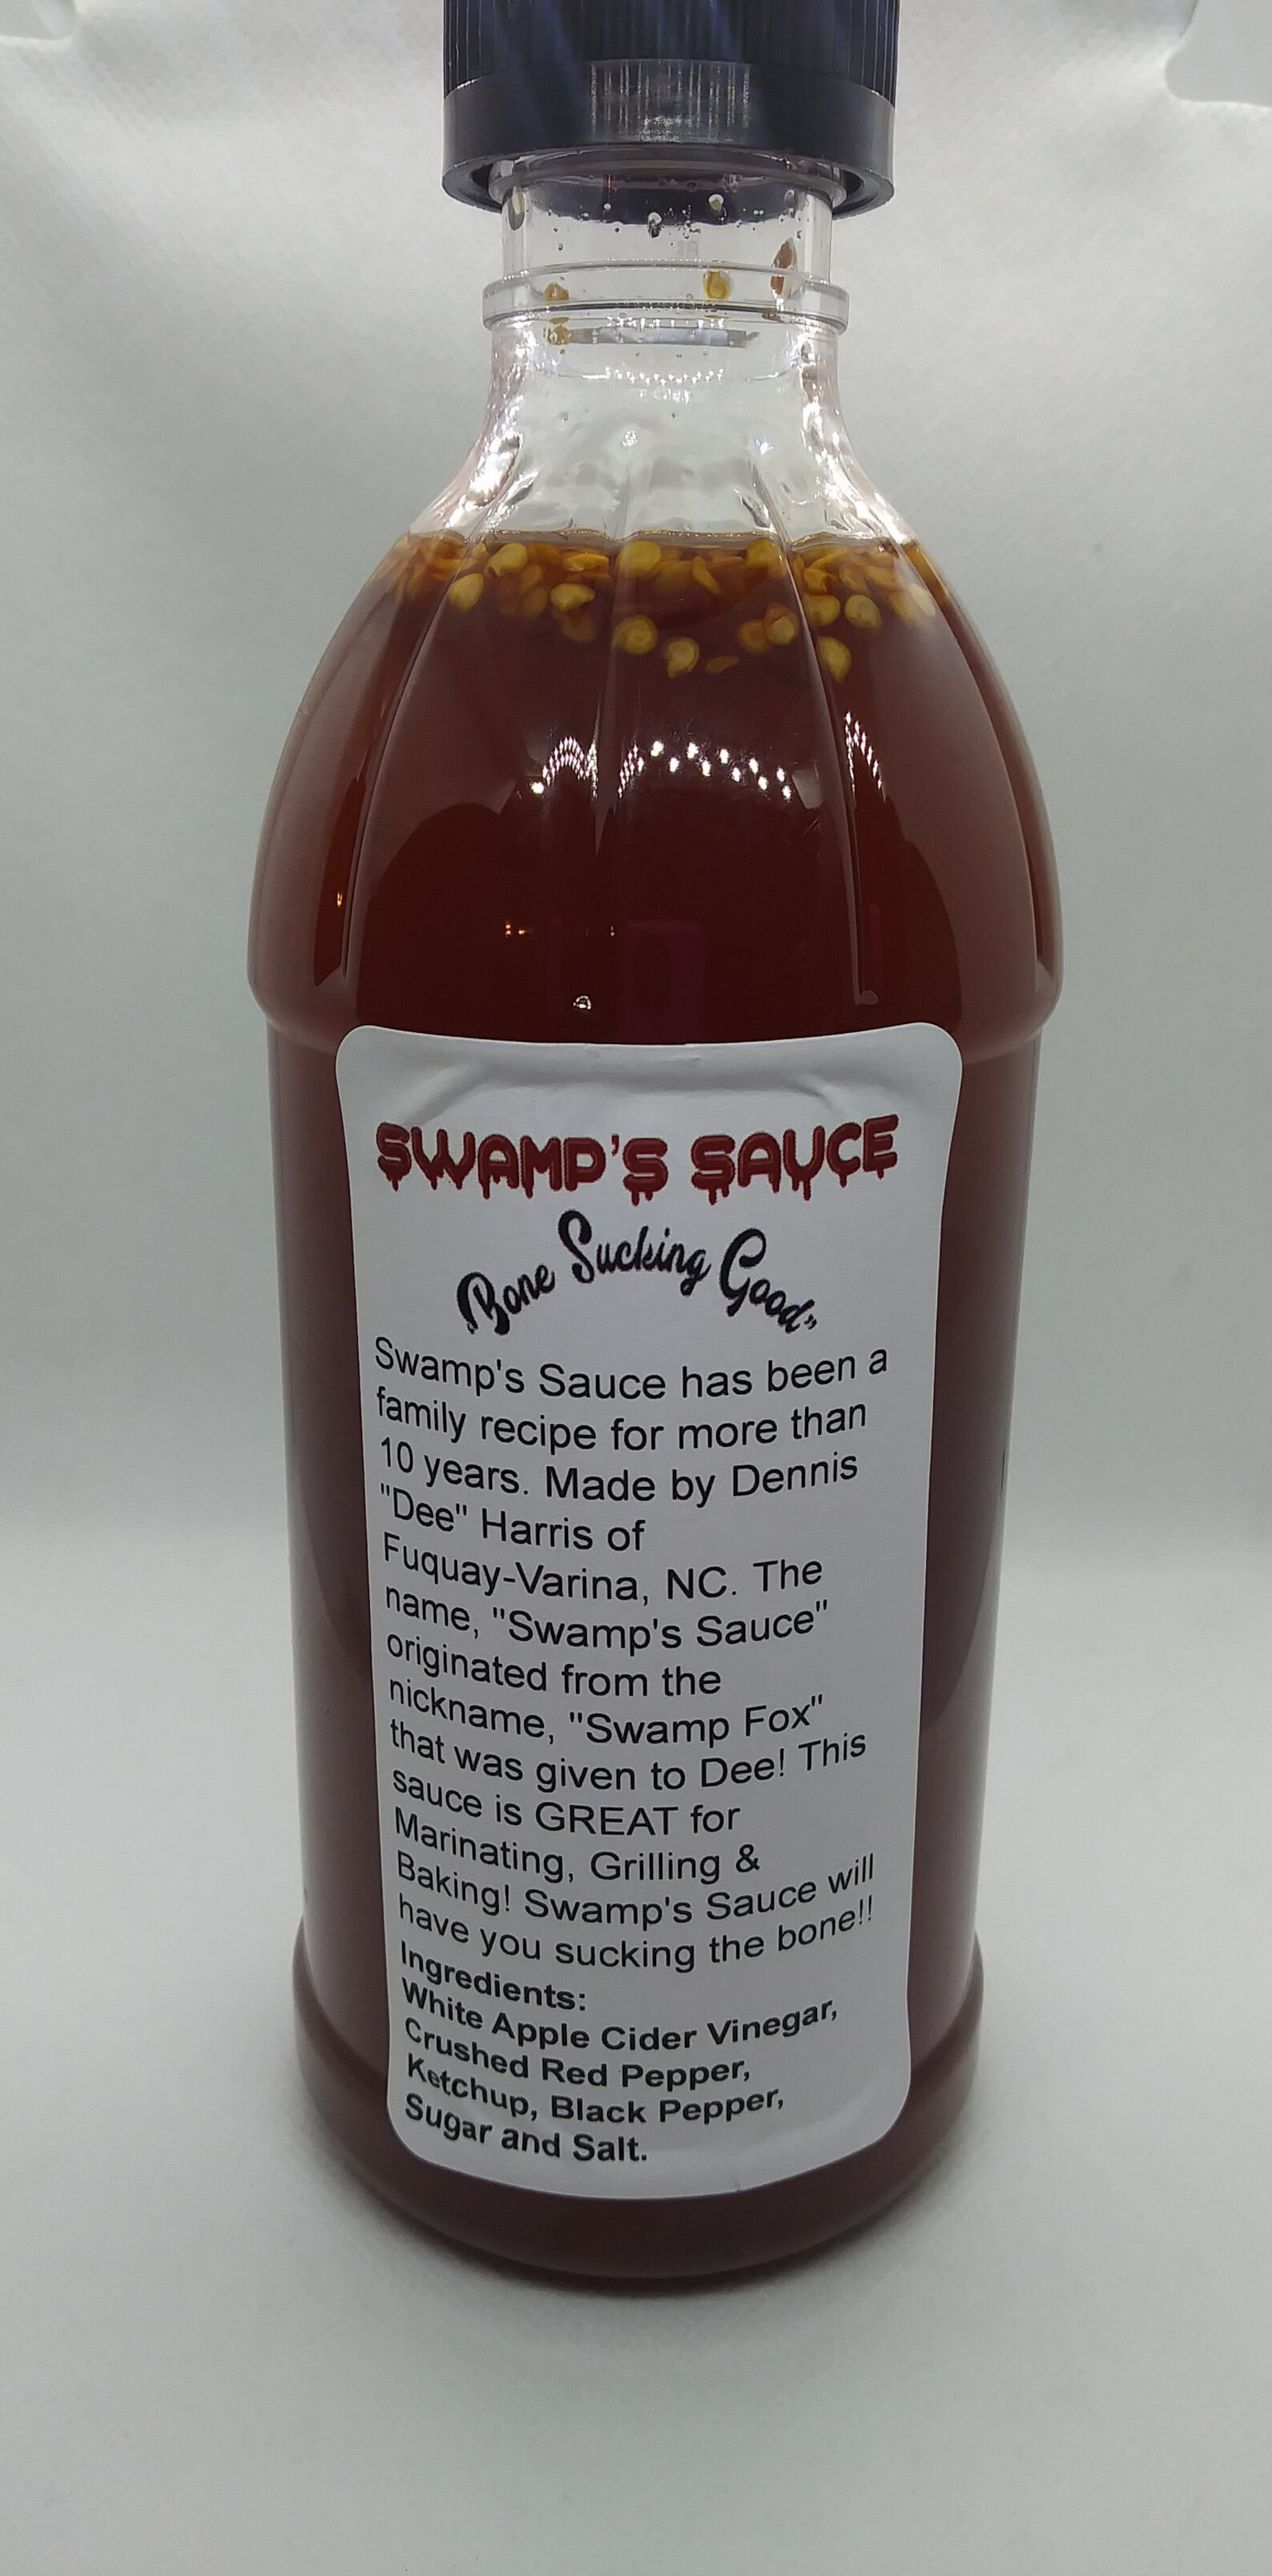 SWAMP'S SAUCE
"Bone Sucking Good"
Swamp's Sauce has been a
family recipe for more than
10 years. Made by Dennis
"Dee" Harris of
Fuquay-Varina, NC. The
name, "Swamp's Sauce"
originated from the
nickname, "Swamp Fox"
that was given to Dee! This
sauce is GREAT for
Marinating, Grilling &
Baking! Swamp's Sauce will
have you sucking the bone!!
Ingredients:
White Apple Cider Vinegar,
Crushed Red Pepper,
Ketchup, Black Pepper,
Sugar and Salt.